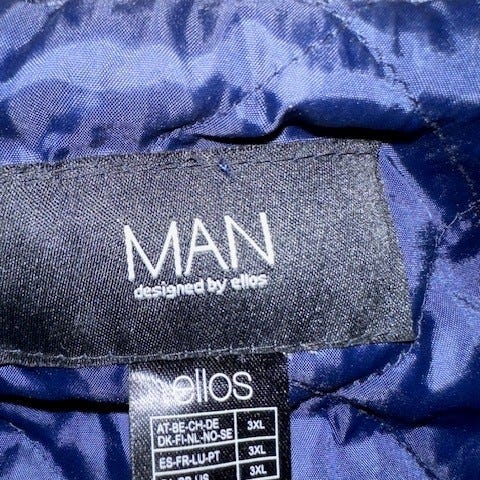 MAN
designed by ellos
ellos
AT-BE-CH-DE
DK-FI-NL-NO-SE 3XL
ES-FR-LU-PT 3XL
3XL